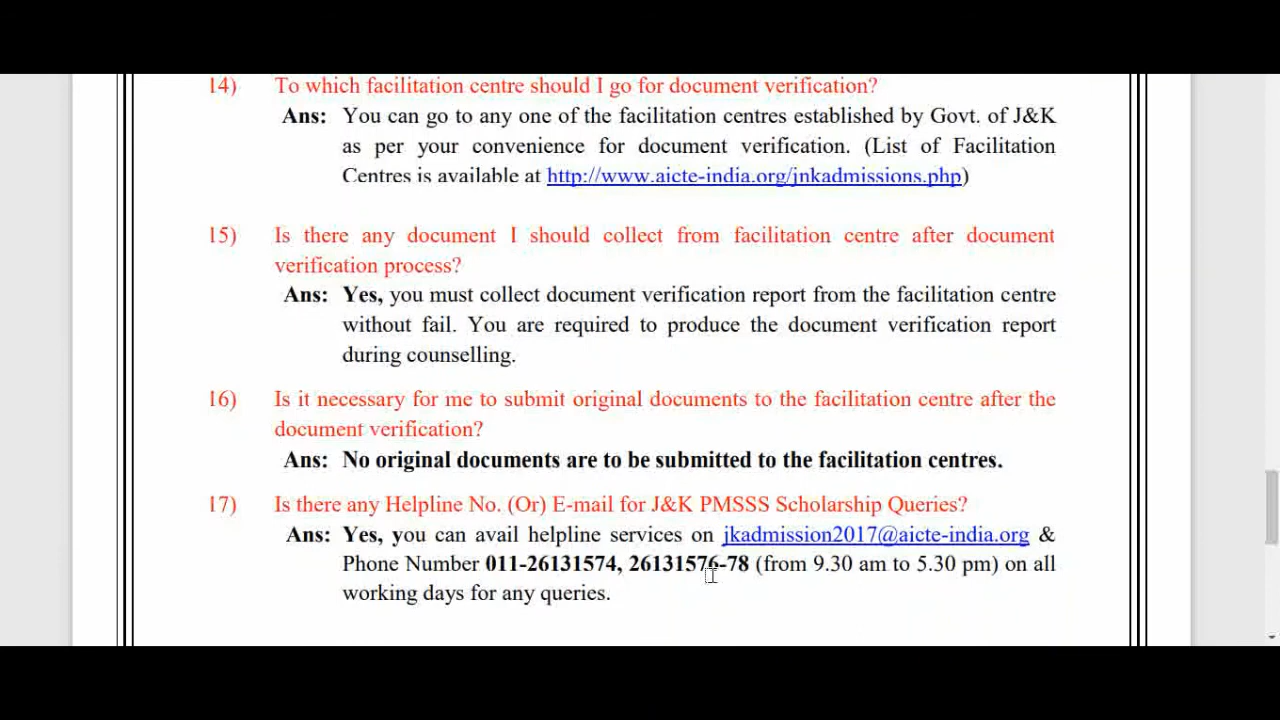 14) To which facilitation centre should I go for document verification?
Ans: You can go to any one of the facilitation centres established by Govt. of J&K
as per your convenience for document verification. (List of Facilitation
Centres is available at http://www.aicte-india.org/jnkadmissions.php)
15) Is there any document I should collect from facilitation centre after document
verification process?
Ans: Yes, you must collect document verification report from the facilitation centre
without fail. You are required to produce the document verification report
during counselling.
16) Is it necessary for me to submit original documents to the facilitation centre after the
document verification?
Ans: No original documents are to be submitted to the facilitation centres.
17) Is there any Helpline No. (Or) E-mail for J&K PMSSS Scholarship Queries?
Ans: Yes, you can avail helpline services on jkadmission2017@aicte-india.org &
Phone Number 011-26131574, 26131576-78 (from 9.30 am to 5.30 pm) on all
working days for any queries.